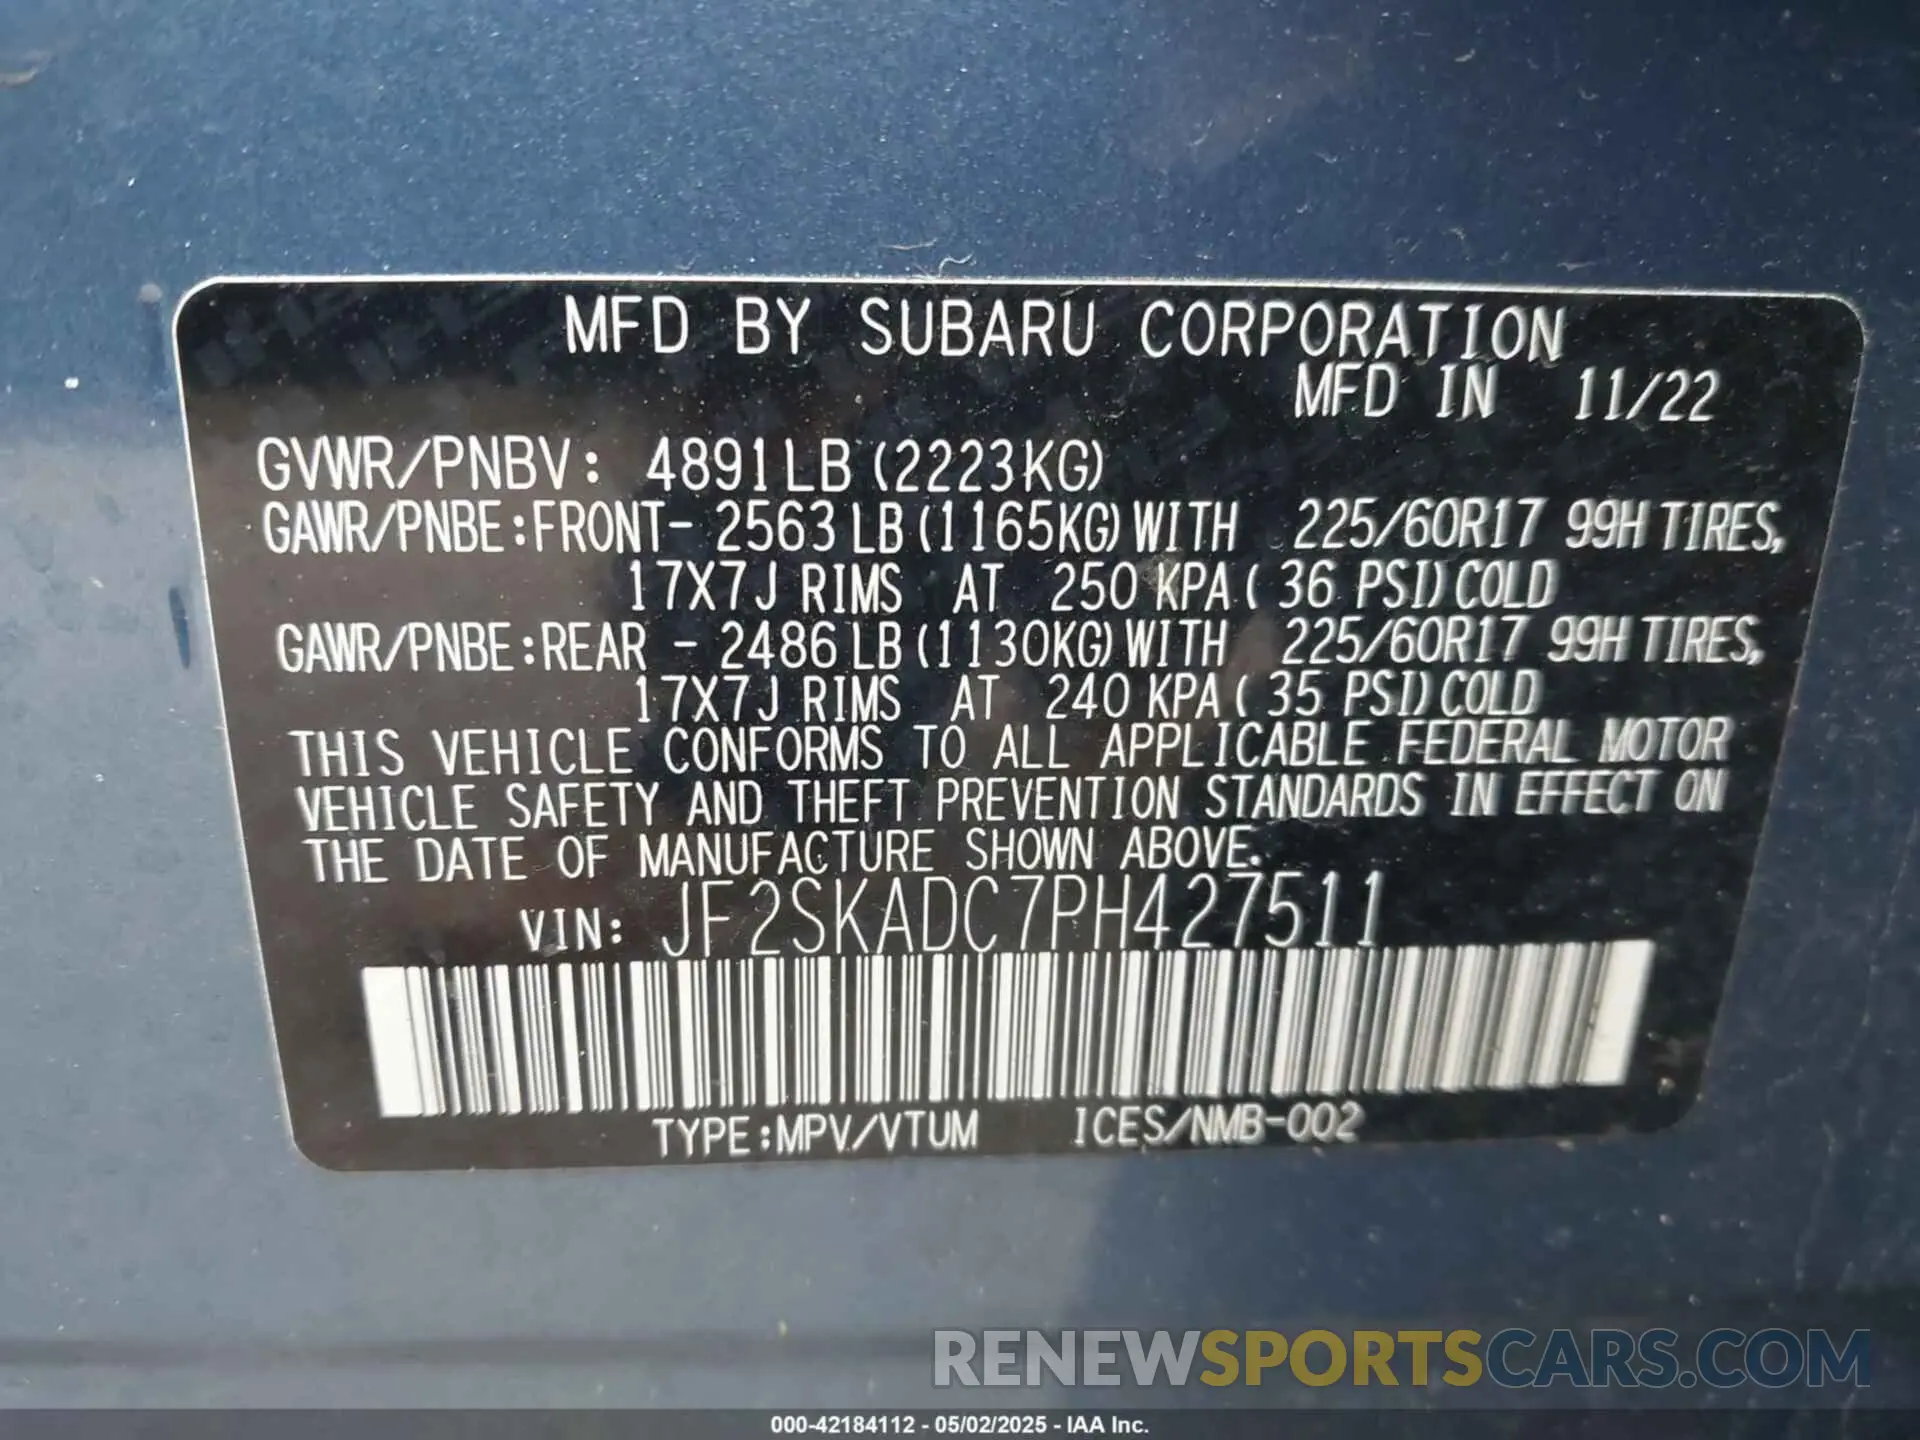 MFD BY SUBARU CORPORATION
MFD IN 11/22
GVWR/PNBV: 4891LB (2223KG)
GAWR/PNBE:FRONT- 2563LB (1165KG) WITH 225/60R17 99H TIRES,
17X7J RIMS AT 250 KPA ( 36 PSI) COLD
GAWR/PNBE:REAR - 2486LB (1130KG) WITH 225/60R17 99H TIRES,
17X7J RIMS AT 240 KPA ( 35 PSI) COLD
THIS VEHICLE CONFORMS TO ALL APPLICABLE FEDERAL MOTOR
VEHICLE SAFETY AND THEFT PREVENTION STANDARDS IN EFFECT ON
THE DATE OF MANUFACTURE SHOWN ABOVE.
VIN: JF2SKADC7PH427511
TYPE:MPV/VTUM ICES/NMB-002
RENEWSPORTSCARS.COM
000-42184112 - 05/02/2025 - IAA Inc.